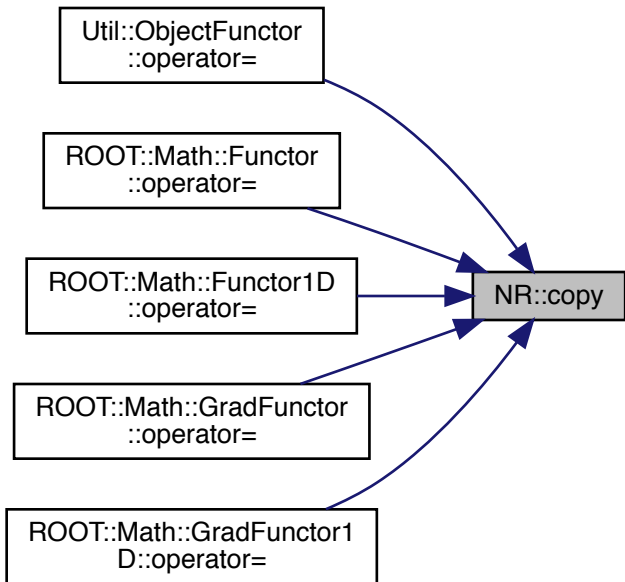 Util::ObjectFunctor
::operator=
ROOT::Math::Functor
::operator=
ROOT::Math::Functor1D
::operator=
NR::copy
ROOT::Math::GradFunctor
::operator=
ROOT::Math::GradFunctor1
D::operator=